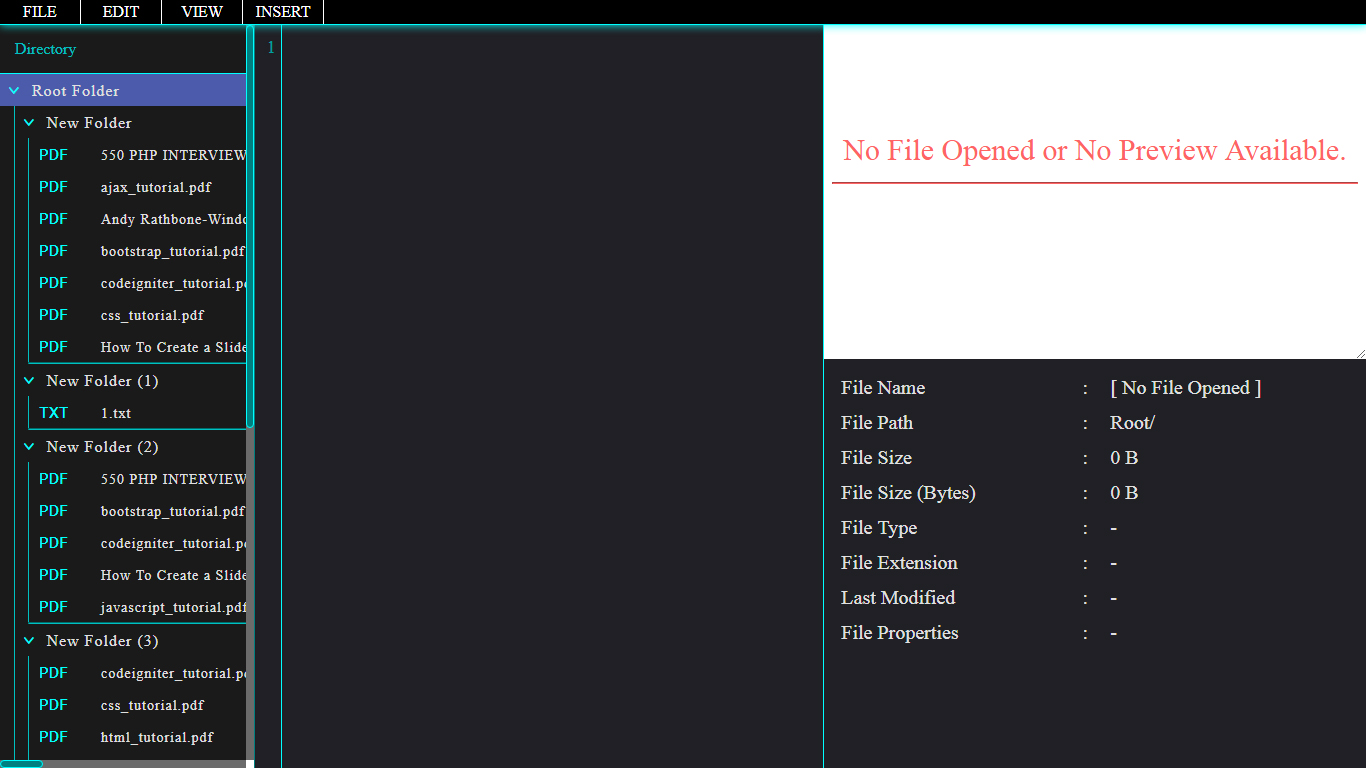 FILE EDIT VIEW INSERT
Directory
Root Folder
New Folder
PDF 550 PHP INTERVIEW
PDF ajax_tutorial.pdf
PDF Andy Rathbone-Windo
PDF bootstrap_tutorial.pdf
PDF codeigniter_tutorial.pd
PDF css_tutorial.pdf
PDF How To Create a Slide
New Folder (1)
TXT 1.txt
New Folder (2)
PDF 550 PHP INTERVIEW
PDF bootstrap_tutorial.pdf
PDF codeigniter_tutorial.pd
PDF How To Create a Slide
PDF javascript_tutorial.pdf
New Folder (3)
PDF codeigniter_tutorial.pd
PDF css_tutorial.pdf
PDF html_tutorial.pdf
1
No File Opened or No Preview Available.
File Name : [ No File Opened ]
File Path : Root/
File Size : 0 B
File Size (Bytes) : 0 B
File Type : -
File Extension : -
Last Modified : -
File Properties : -